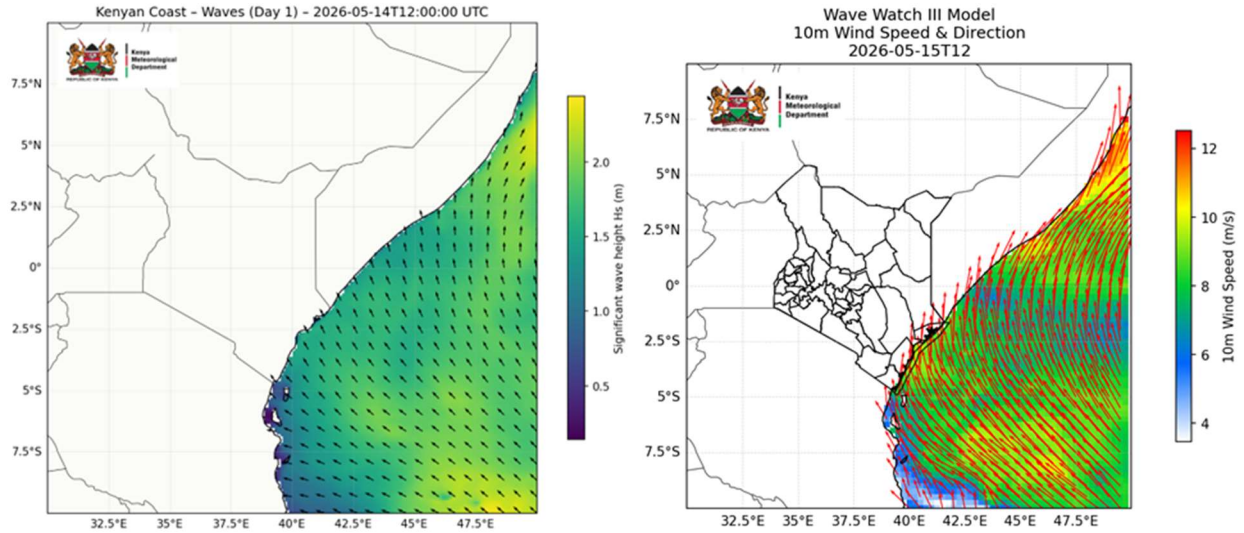 Kenyan Coast – Waves (Day 1) – 2026-05-14T12:00:00 UTC
Kenya
Meteorological
Department
REPUBLIC OF KENYA
7.5°N
5°N
2.5°N
0°
2.5°S
5°S
7.5°S
32.5°E 35°E 37.5°E 40°E 42.5°E 45°E 47.5°E
2.0
1.5
1.0
0.5
Significant wave height Hs (m)
Wave Watch III Model
10m Wind Speed & Direction
2026-05-15T12
Kenya
Meteorological
Department
REPUBLIC OF KENYA
7.5°N
5°N
2.5°N
0°
2.5°S
5°S
7.5°S
32.5°E 35°E 37.5°E 40°E 42.5°E 45°E 47.5°E
12
10
8
6
4
10m Wind Speed (m/s)